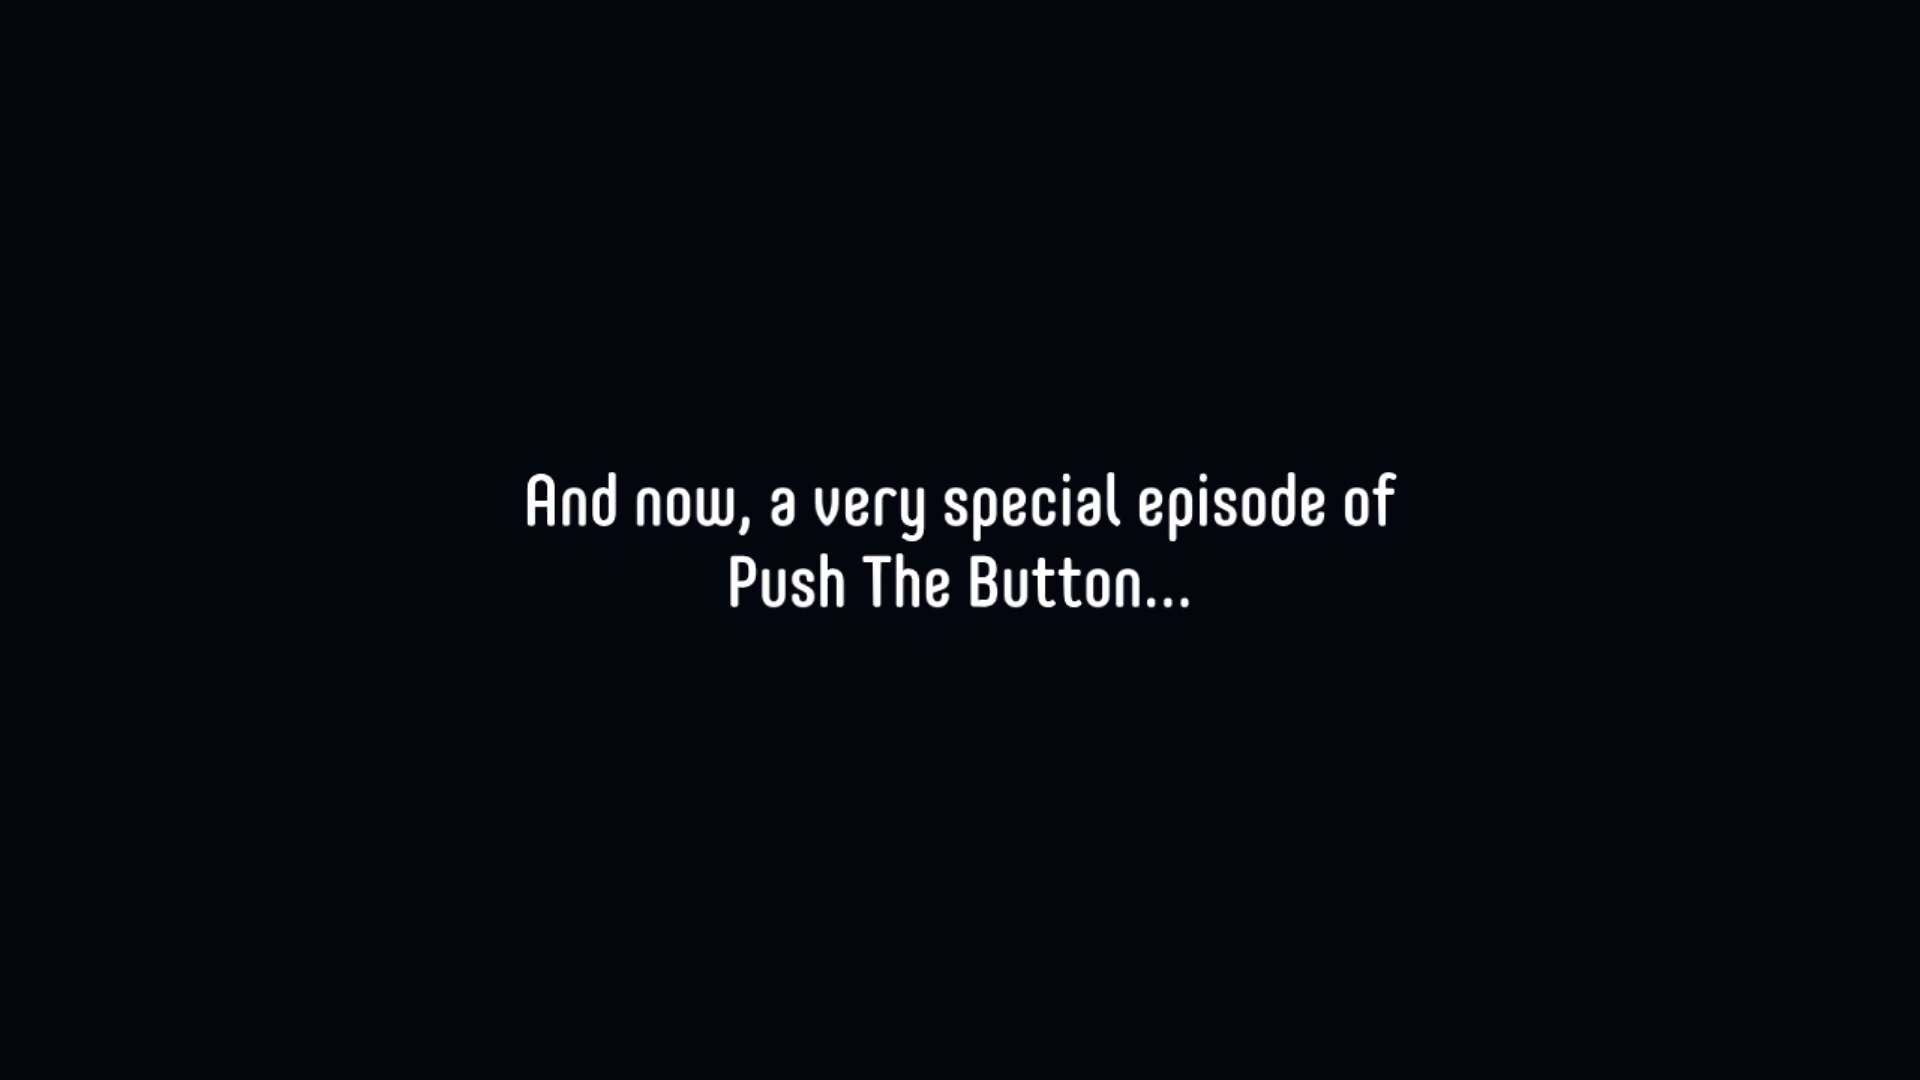 And now, a very special episode of
Push The Button...